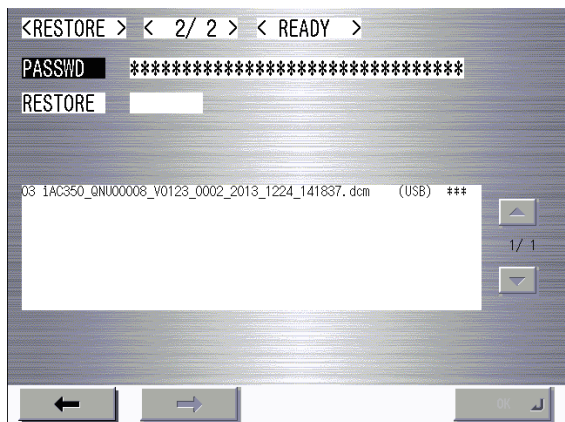 <RESTORE > < 2/ 2 > < READY >
PASSWD ********************************
RESTORE
03 1AC350_QNU00008_V0123_0002_2013_1224_141837.dcm (USB) ***
1/ 1
OK